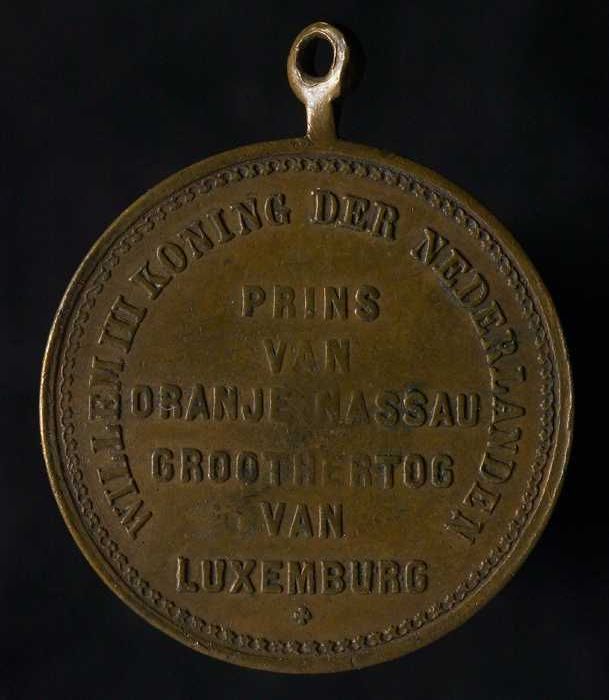 WILLEM III KONING DER NEDERLANDEN
PRINS
VAN
ORANJE NASSAU
GROOTHERTOG
VAN
LUXEMBURG